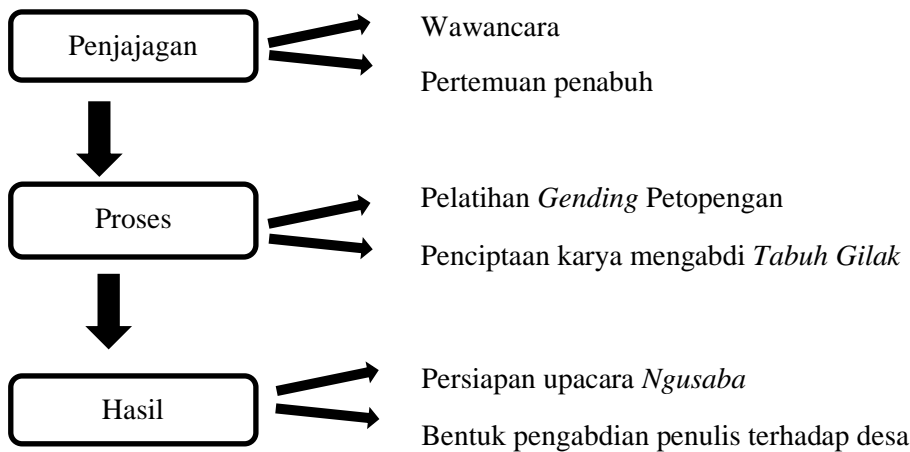 Penjajagan
Wawancara
Pertemuan penabuh
Proses
Pelatihan Gending Petopengan
Penciptaan karya mengabdi Tabuh Gilak
Hasil
Persiapan upacara Ngusaba
Bentuk pengabdian penulis terhadap desa